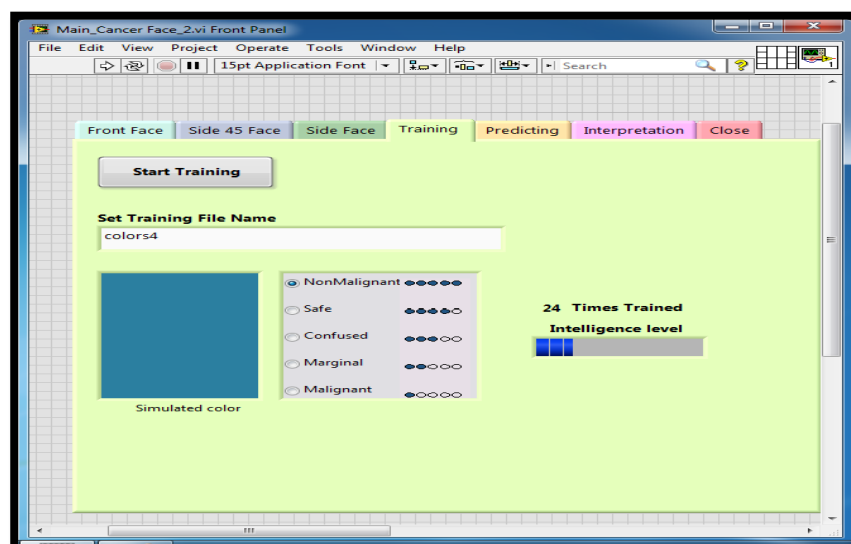 Main_Cancer Face_2.vi Front Panel
File Edit View Project Operate Tools Window Help
15pt Application Font Search ? 1
Front Face Side 45 Face Side Face Training Predicting Interpretation Close
Start Training
Set Training File Name
colors4
NonMalignant
Safe
Confused
Marginal
Malignant
24 Times Trained
Intelligence level
Simulated color